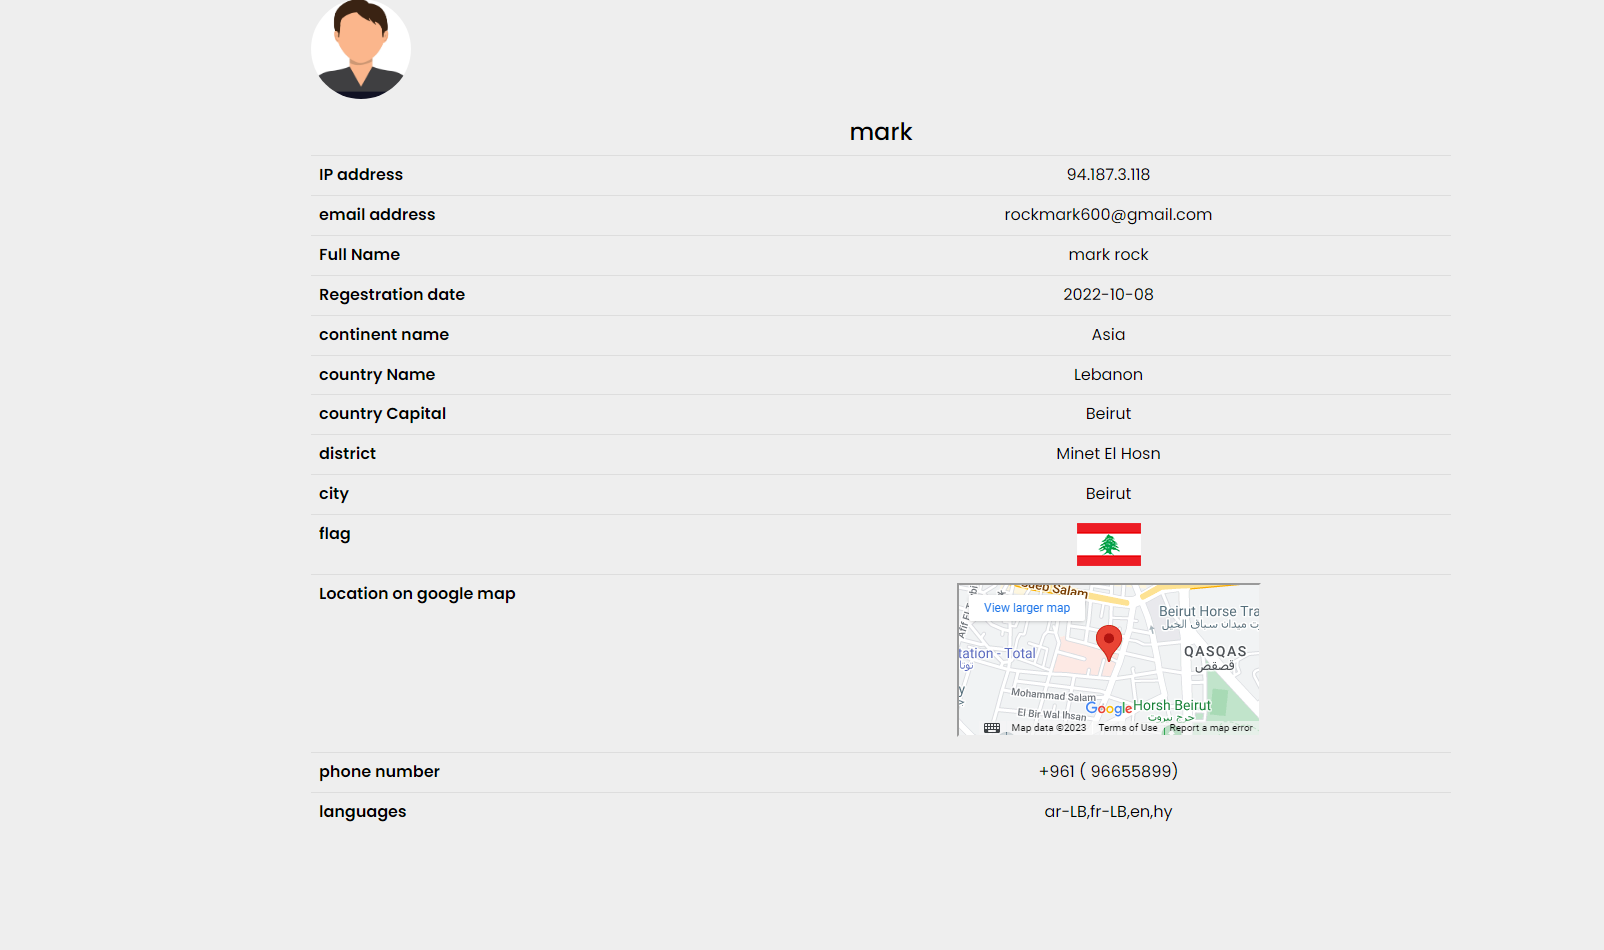 mark
IP address 94.187.3.118
email address rockmark600@gmail.com
Full Name mark rock
Regestration date 2022-10-08
continent name Asia
country Name Lebanon
country Capital Beirut
district Minet El Hosn
city Beirut
flag
Location on google map
Saeb Salam
View larger map
Afif El
Beirut Horse Tra
ت ميدان سباق الخيل
tation - Total
توتا
QASQAS
قصقص
y
Mohammad Salam
El Bir Wal Ihsan
Google
Horsh Beirut
حرج بيروت
Map data ©2023 Terms of Use Report a map error
phone number +961 ( 96655899)
languages ar-LB,fr-LB,en,hy